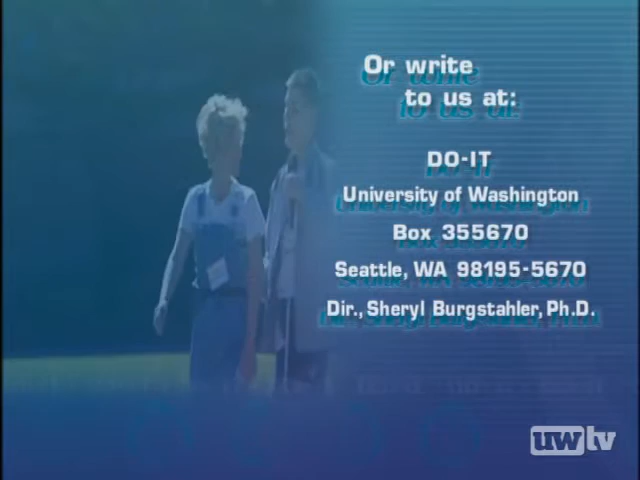 Or write
to us at:
DO-IT
University of Washington
Box 355670
Seattle, WA 98195-5670
Dir., Sheryl Burgstahler, Ph.D.
uwtv